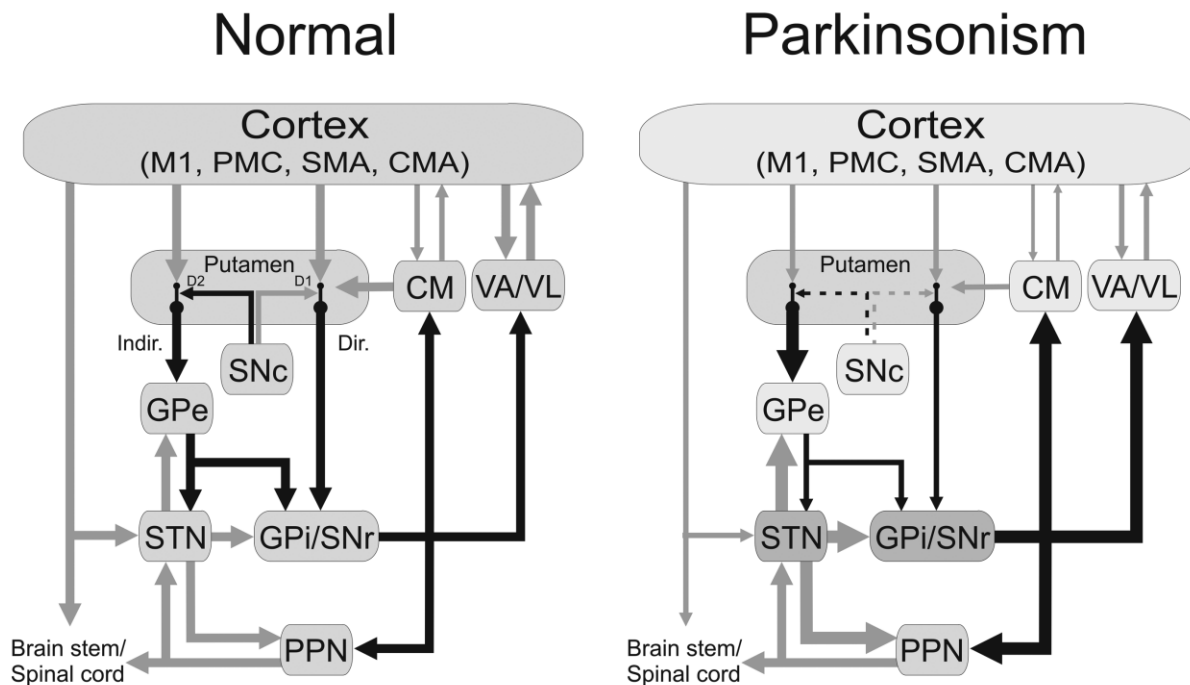 Normal
Cortex
(M1, PMC, SMA, CMA)
Putamen
D2
D1
CM
VA/VL
Indir.
Dir.
SNc
GPe
STN
GPi/SNr
PPN
Brain stem/
Spinal cord
Parkinsonism
Cortex
(M1, PMC, SMA, CMA)
Putamen
CM
VA/VL
SNc
GPe
STN
GPi/SNr
PPN
Brain stem/
Spinal cord